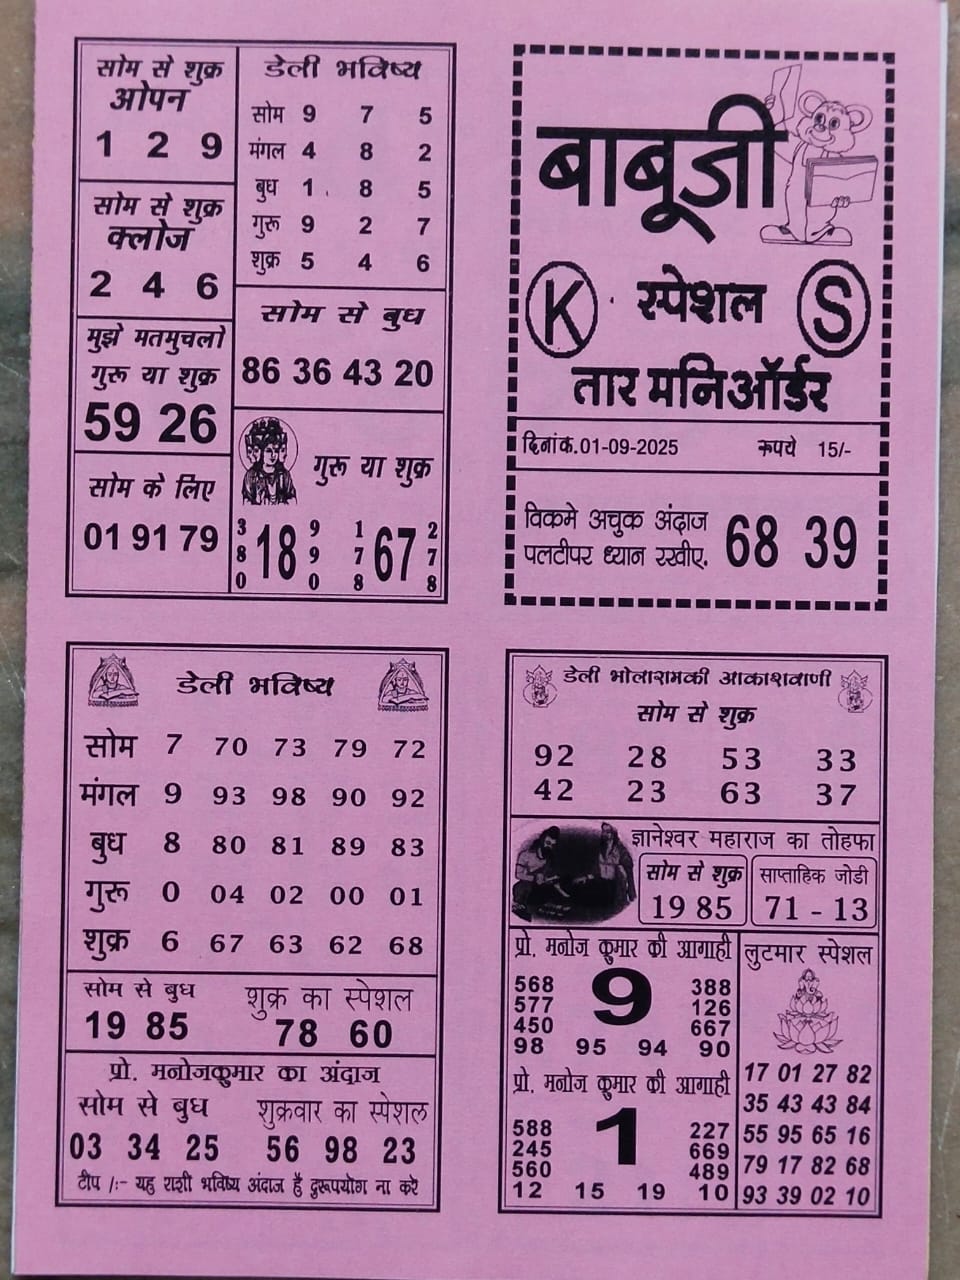 सोम से शुक्र
ओपन
1 2 9
सोम से शुक्र
क्लोज
2 4 6
मुझे मतमुचलो
गुरू या शुक्र
59 26
सोम के लिए
01 91 79
डेली भविष्य
सोम 9 7 5
मंगल 4 8 2
बुध 1 8 5
गुरू 9 2 7
शुक्र 5 4 6
सोम से बुध
86 36 43 20
गुरू या शुक्र
3 8 0 18 9 9 0 1 7 8 67 2 7 8
बाबूजी
K स्पेशल S
तार मनिऑर्डर
दिनांक.01-09-2025 रूपये 15/-
विकमे अचुक अंदाज
पलटीपर ध्यान रखीए. 68 39
डेली भविष्य
सोम 7 70 73 79 72
मंगल 9 93 98 90 92
बुध 8 80 81 89 83
गुरू 0 04 02 00 01
शुक्र 6 67 63 62 68
सोम से बुध
19 85
शुक्र का स्पेशल
78 60
प्रो. मनोजकुमार का अंदाज
सोम से बुध शुक्रवार का स्पेशल
03 34 25 56 98 23
टीप /:- यह राशी भविष्य अंदाज है दुरूपयोग ना करे
डेली भोलारामकी आकाशवाणी
सोम से शुक्र
92 28 53 33
42 23 63 37
ज्ञानेश्वर महाराज का तोहफा
सोम से शुक्र
19 85
साप्ताहिक जोडी
71 - 13
प्रो. मनोज कुमार की आगाही
568 9 388
577 126
450 667
98 95 94 90
प्रो. मनोज कुमार की आगाही
588 1 227
245 669
560 489
12 15 19 10
लुटमार स्पेशल
17 01 27 82
35 43 43 84
55 95 65 16
79 17 82 68
93 39 02 10